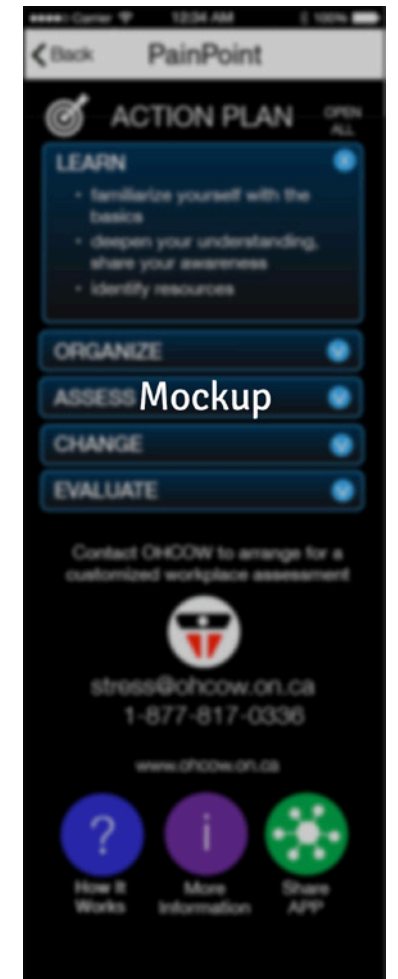 Carrier 12:34 AM 100%
Back PainPoint
ACTION PLAN OPEN
ALL
LEARN
• familiarize yourself with the
basics
• deepen your understanding,
share your awareness
• identify resources
ORGANIZE
ASSESS Mockup
CHANGE
EVALUATE
Contact OHCOW to arrange for a
customized workplace assessment
stress@ohcow.on.ca
1-877-817-0336
www.ohcow.on.ca
?
i
How It
Works
More
Information
Share
APP